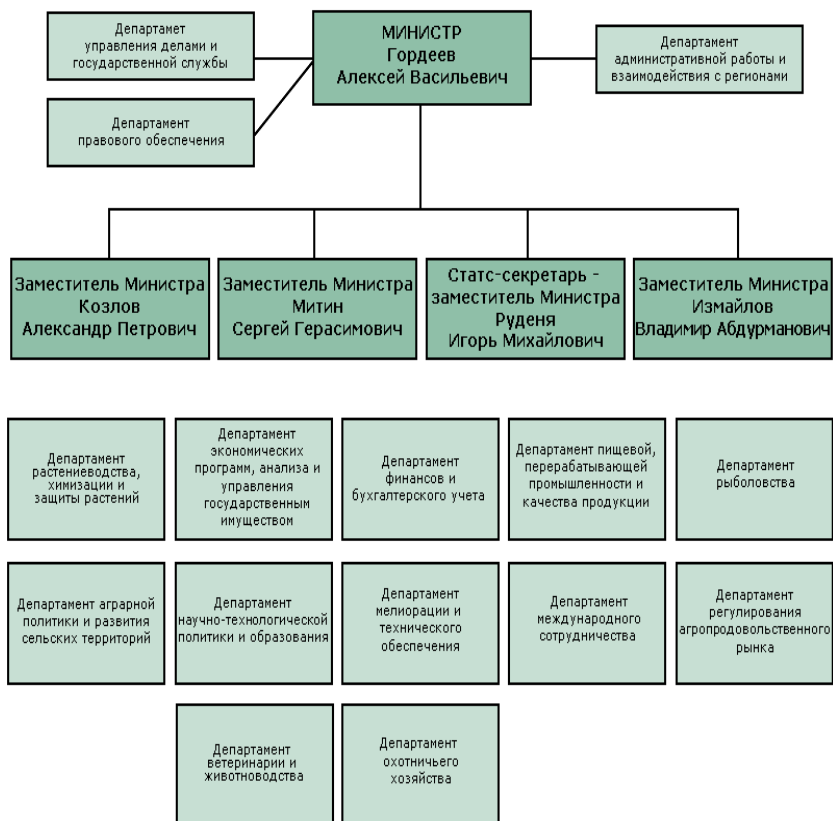 Департамет
управления делами и
государственной службы
МИНИСТР
Гордеев
Алексей Васильевич
Департамент
административной работы и
взаимодействия с регионами
Департамент
правового обеспечения
Заместитель Министра
Козлов
Александр Петрович
Заместитель Министра
Митин
Сергей Герасимович
Статс-секретарь -
заместитель Министра
Руденя
Игорь Михайлович
Заместитель Министра
Измайлов
Владимир Абдурманович
Департамент
растениеводства,
химизации и
защиты растений
Департамент
экономических
программ, анализа и
управления
государственным
имуществом
Департамент
финансов и
бухгалтерского учета
Департамент пищевой,
перерабатывающей
промышленности и
качества продукции
Департамент
рыболовства
Департамент аграрной
политики и развития
сельских территорий
Департамент
научно-технологической
политики и образования
Департамент
мелиорации и
технического
обеспечения
Департамент
международного
сотрудничества
Департамент
регулирования
агропродовольственного
рынка
Департамент
ветеринарии и
животноводства
Департамент
охотничьего
хозяйства